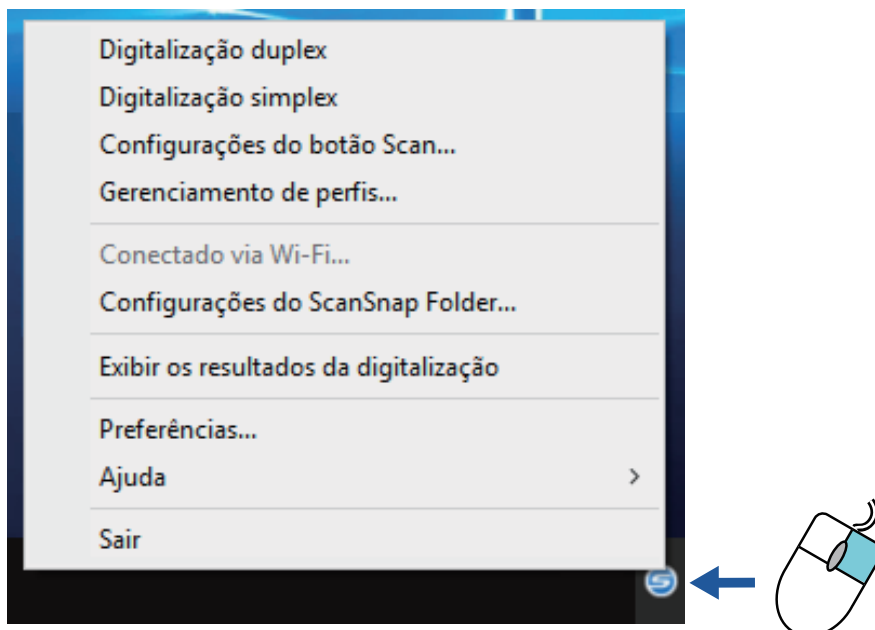 Digitalização duplex
Digitalização simplex
Configurações do botão Scan...
Gerenciamento de perfis...
Conectado via Wi-Fi...
Configurações do ScanSnap Folder...
Exibir os resultados da digitalização
Preferências...
Ajuda
Sair